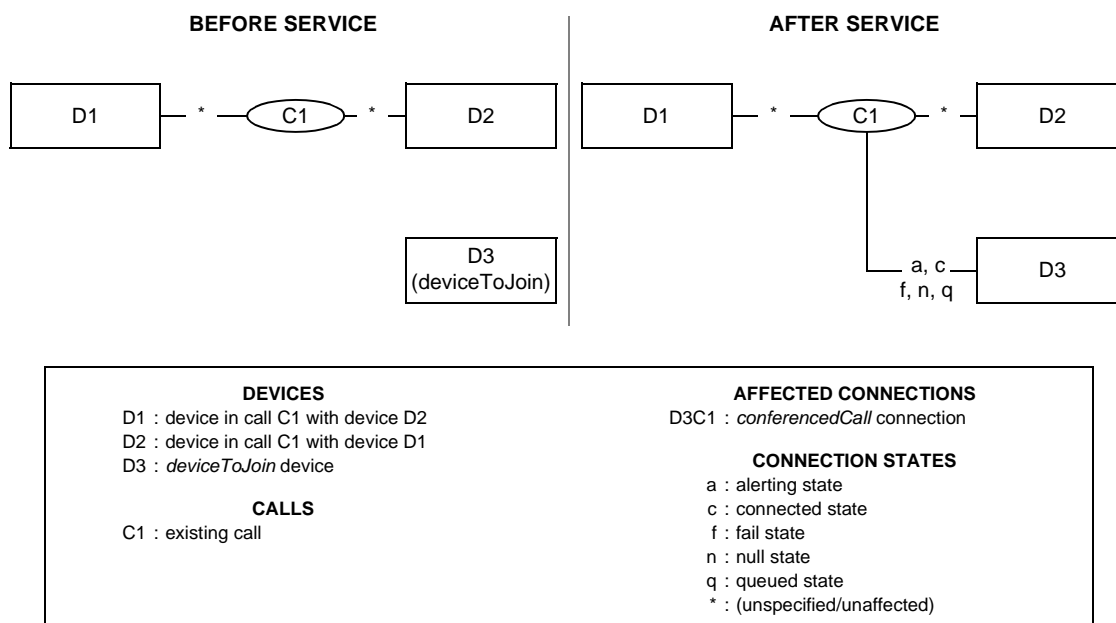 BEFORE SERVICE
AFTER SERVICE
D1 * C1 * D2
D1 * C1 * D2
D3
(deviceToJoin)
a, c
f, n, q
D3
DEVICES
D1 : device in call C1 with device D2
D2 : device in call C1 with device D1
D3 : deviceToJoin device
CALLS
C1 : existing call
AFFECTED CONNECTIONS
D3C1 : conferencedCall connection
CONNECTION STATES
a : alerting state
c : connected state
f : fail state
n : null state
q : queued state
* : (unspecified/unaffected)